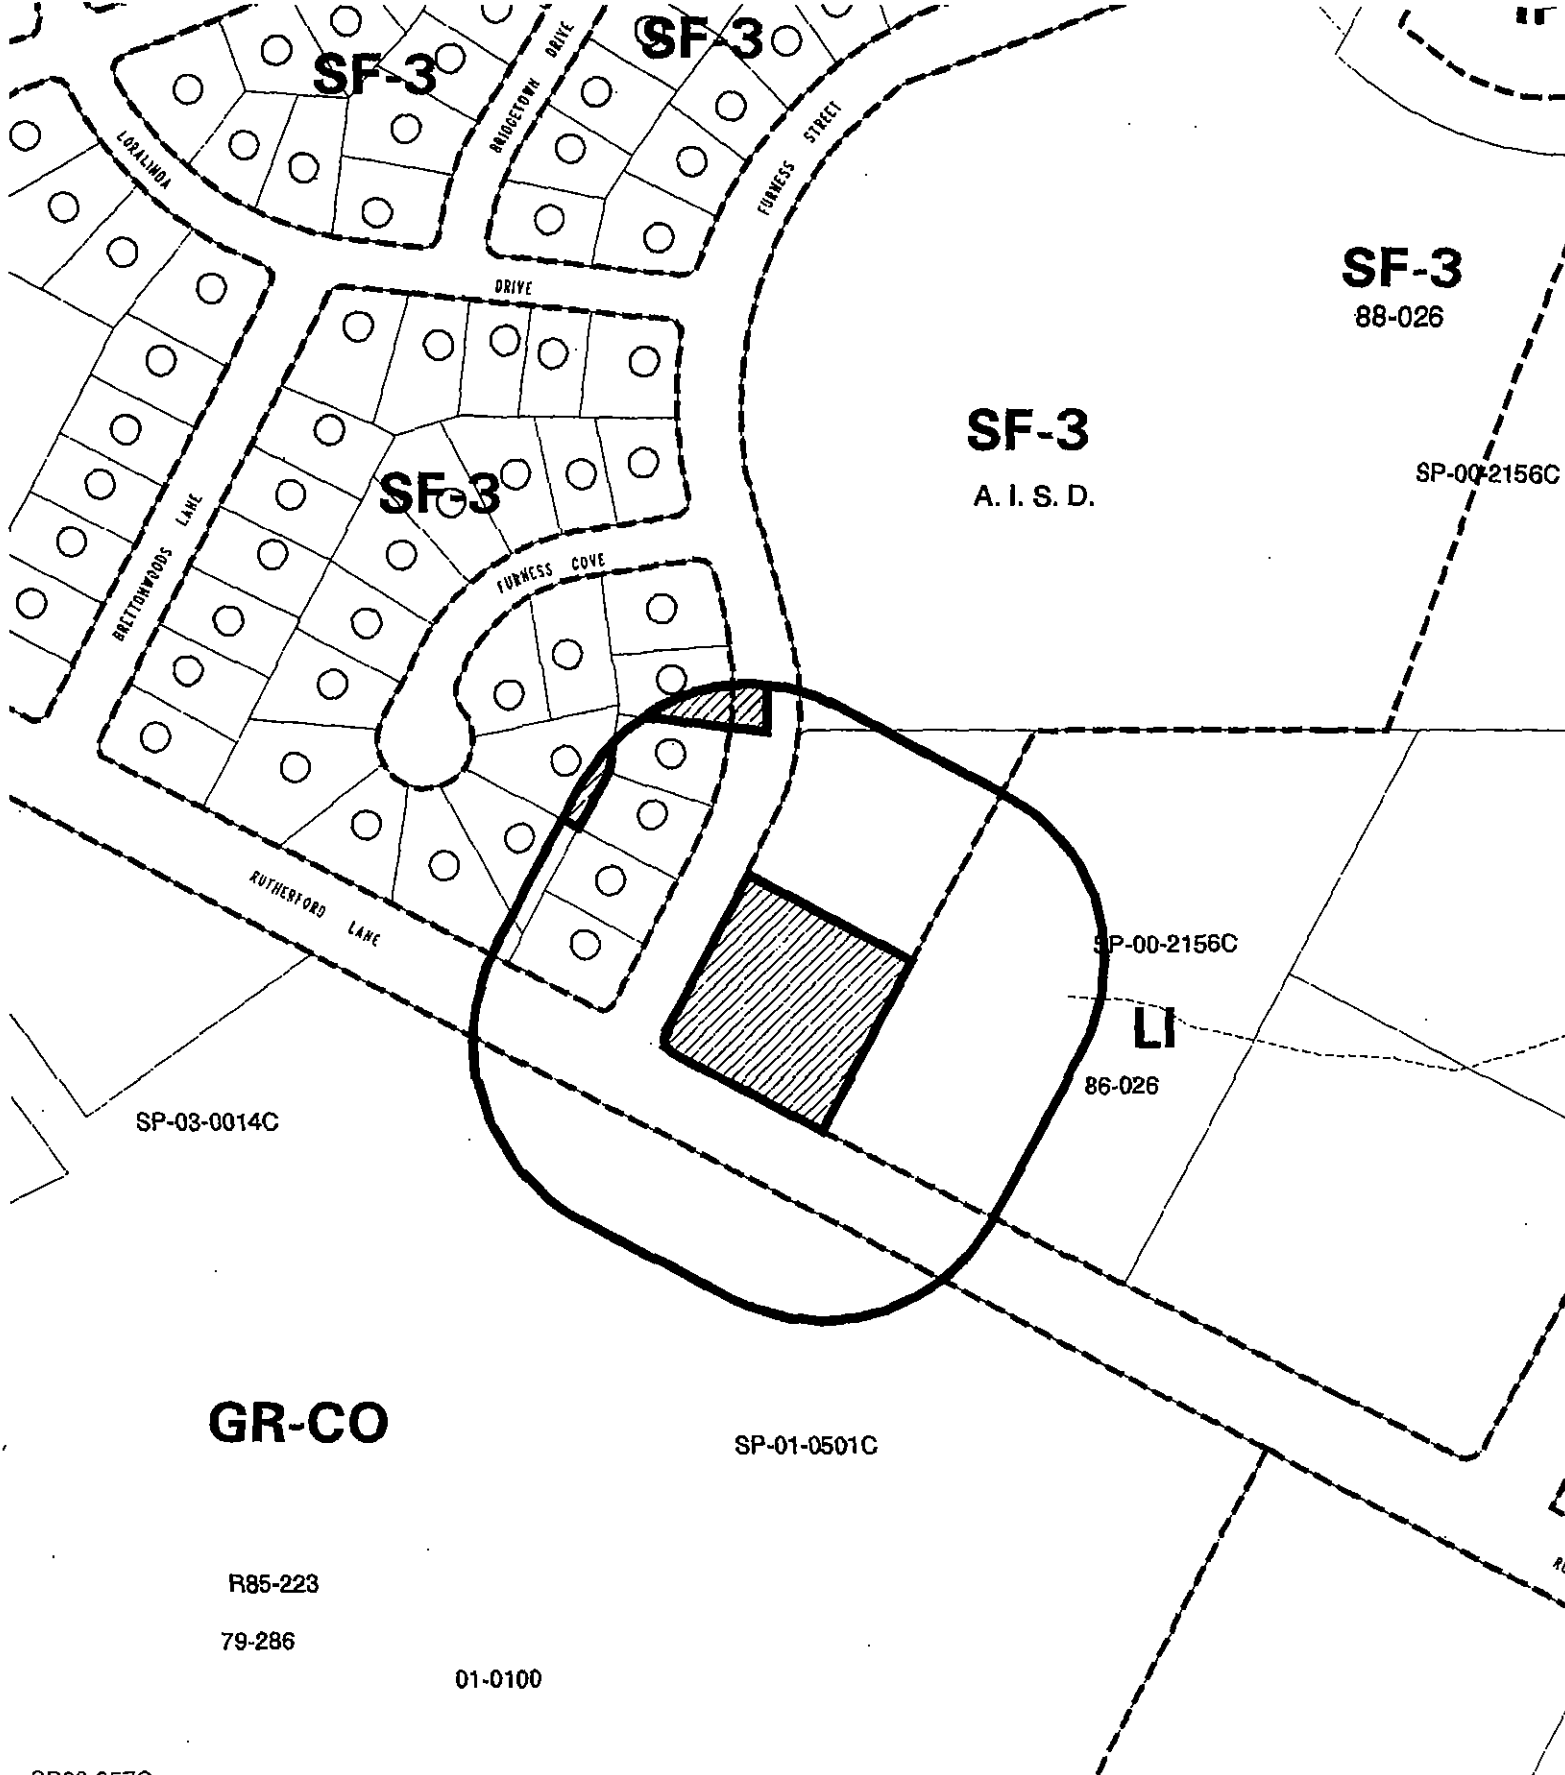 SF-3
SF-3
BRIDGETOWN DRIVE
LORALINDA
FURNESS STREET
DRIVE
SF-3
88-026
SF-3
A. I. S. D.
SP-00-2156C
SF-3
BRETTONWOODS LANE
FURNESS COVE
RUTHERFORD LANE
SP-00-2156C
LI
86-026
SP-03-0014C
GR-CO
SP-01-0501C
R85-223
79-286
01-0100